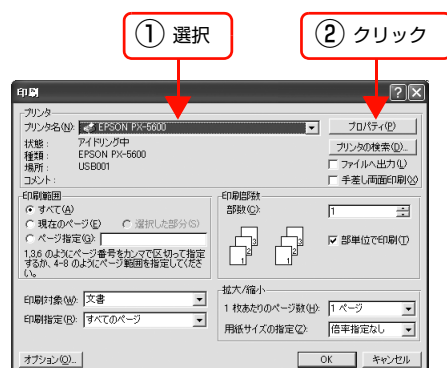 ① 選択
② クリック
印刷
プリンタ
プリンタ名(N): EPSON PX-5600
プロパティ(P)
状態: アイドリング中
種類: EPSON PX-5600
場所: USB001
コメント:
プリンタの検索(D)...
ファイルへ出力(L)
手差し両面印刷(X)
印刷範囲
すべて(A)
現在のページ(E) 選択した部分(S)
ページ指定(G):
1,3,6 のようにページ番号をカンマで区切って指定
するか、4-8 のようにページ範囲を指定してくださ
い。
印刷部数
部数(C): 1
部単位で印刷(T)
印刷対象(W): 文書
印刷指定(R): すべてのページ
拡大/縮小
1 枚あたりのページ数(H): 1 ページ
用紙サイズの指定(Z): 倍率指定なし
オプション(O)...
OK
キャンセル